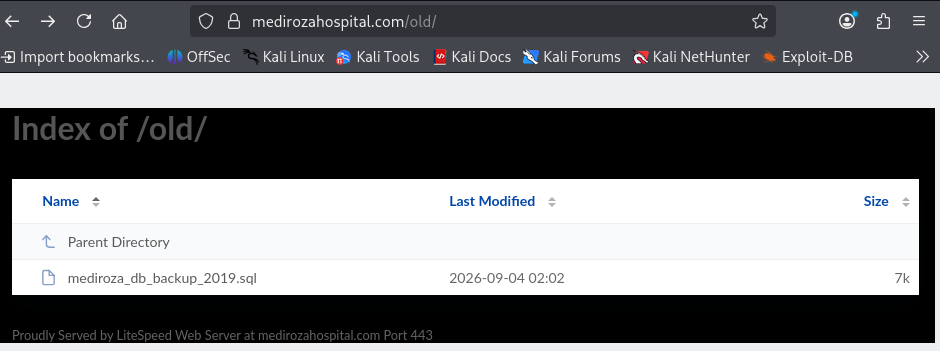 medirozahospital.com/old/
Import bookmarks... OffSec Kali Linux Kali Tools Kali Docs Kali Forums Kali NetHunter Exploit-DB
Index of /old/
Name Last Modified Size
Parent Directory
mediroza_db_backup_2019.sql 2026-09-04 02:02 7k
Proudly Served by LiteSpeed Web Server at medirozahospital.com Port 443